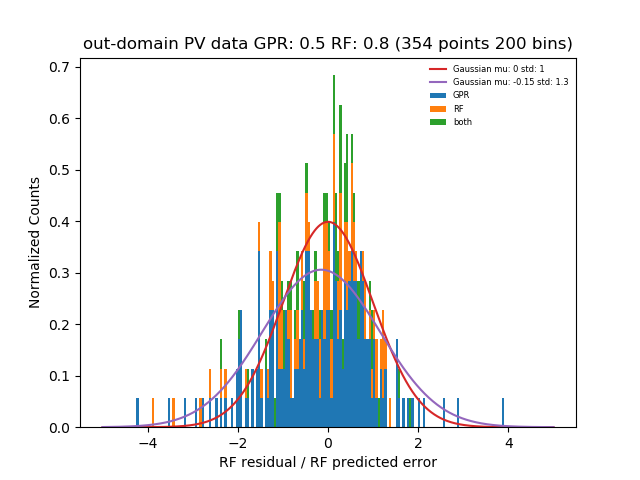 out-domain PV data GPR: 0.5 RF: 0.8 (354 points 200 bins)
Gaussian mu: 0 std: 1
Gaussian mu: -0.15 std: 1.3
GPR
RF
both
Normalized Counts
0.7
0.6
0.5
0.4
0.3
0.2
0.1
0.0
−4 −2 0 2 4
RF residual / RF predicted error